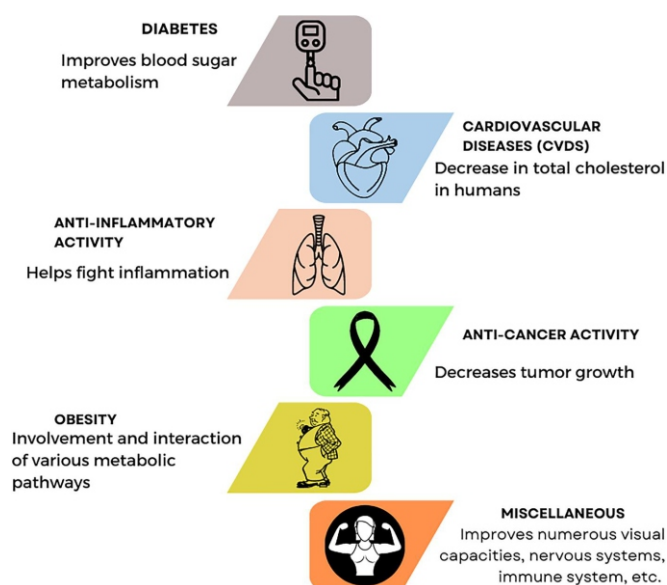 DIABETES
Improves blood sugar
metabolism
CARDIOVASCULAR
DISEASES (CVDS)
Decrease in total cholesterol
in humans
ANTI-INFLAMMATORY
ACTIVITY
Helps fight inflammation
ANTI-CANCER ACTIVITY
Decreases tumor growth
OBESITY
Involvement and interaction
of various metabolic
pathways
MISCELLANEOUS
Improves numerous visual
capacities, nervous systems,
immune system, etc.